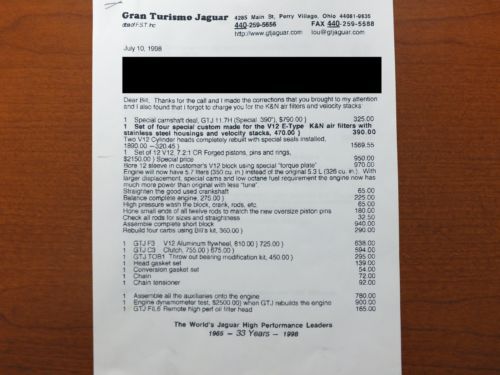 Gran Turismo Jaguar
4285 Main St, Perry Village, Ohio 44081-9635
dba/F.S.T. Inc
440-259-5656 FAX 440-259-5588
http://www.gtjaguar.com lou@gtjaguar.com
July 10, 1998
Dear Bill, Thanks for the call and I made the corrections that you brought to my attention
and I also found that I forgot to charge you for the K&N air filters and velocity stacks.
1 Special camshaft deal, GTJ 11.7H (Special .390"), $790.00 ) 325.00
1 Set of four special custom made for the V12 E-Type K&N air filters with
stainless steel housings and velocity stacks, 470.00 ) 390.00
Two V12 Cylinder heads completely rebuilt with special seals installed,
1890.00 --320.45 ) 1569.55
1 Set of 12 V12, 7.2:1 CR Forged pistons, pins and rings,
$2150.00 ) Special price 950.00
Bore 12 sleeve in customer's V12 block using special "torque plate" 970.00
Engine will now have 5.7 liters (350 cu. in.) instead of the original 5.3 L (326 cu. in.). With
larger displacement, special cams and low octane fuel requirement the engine now has
much more power than original with less "tune".
Straighten the good used crankshaft 65.00
Balance complete engine, 275.00 ) 225.00
High pressure wash the block, crank, rods, etc. 65.00
Hone small ends of all twelve rods to match the new oversize piston pins 180.00
Check all rods for sizes and straightness 32.50
Assemble complete short block 940.00
Rebuild four carbs using Bill's kit, 360.00 ) 290.00
1 GTJ F3 V12 Aluminum flywheel, 810.00 ) 725.00 ) 638.00
1 GTJ C3 Clutch, 755.00 ) 675.00 ) 594.00
1 GTJ TOB1 Throw out bearing modification kit, 450.00 ) 295.00
1 Head gasket set 139.00
1 Conversion gasket set 54.00
1 Chain 72.00
1 Chain tensioner 92.00
1 Assemble all the auxiliaries onto the engine 780.00
1 Engine dynamometer test, $2500.00 ) when GTJ rebuilds the engine 900.00
1 GTJ FIL6 Remote high perf oil filter head 165.00
The World's Jaguar High Performance Leaders
1965 -- 33 Years -- 1998